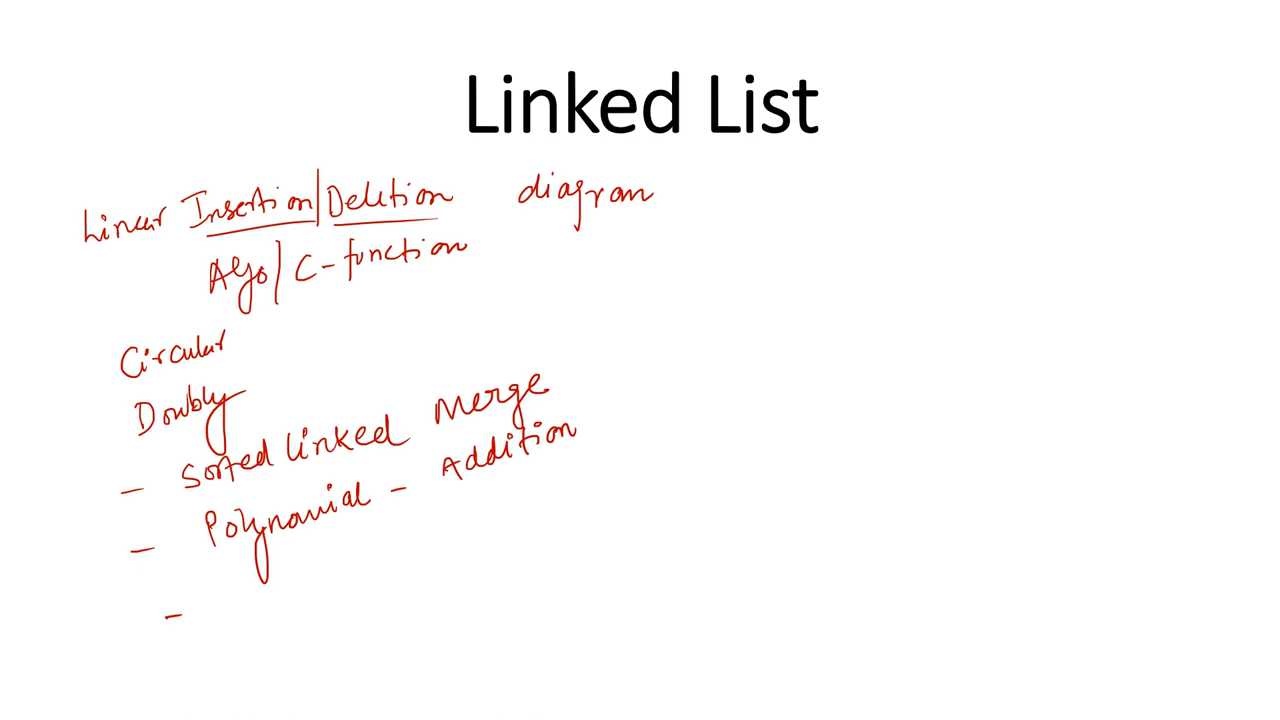 Linked List
Linear Insertion/Deletion diagram
Algo/C-function
Circular
Doubly
- Sorted linked Merge
- Polynomial - Addition
-